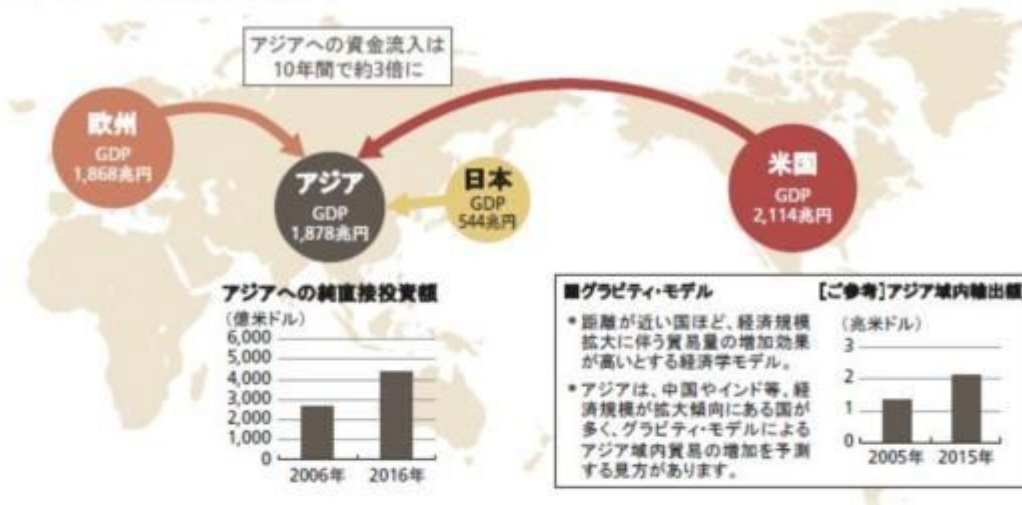 アジアへの資金流入は
10年間で約3倍に
欧州
GDP
1,868兆円
アジア
GDP
1,878兆円
日本
GDP
544兆円
米国
GDP
2,114兆円
アジアへの純直接投資額
(億米ドル)
6,000
5,000
4,000
3,000
2,000
1,000
0
2006年 2016年
■グラビティ・モデル
* 距離が近い国ほど、経済規模
拡大に伴う貿易量の増加効果
が高いとする経済学モデル。
* アジアは、中国やインド等、経
済規模が拡大傾向にある国が
多く、グラビティ・モデルによる
アジア域内貿易の増加を予測
する見方があります。
【ご参考】アジア域内輸出額
(兆米ドル)
3
2
1
0
2005年 2015年